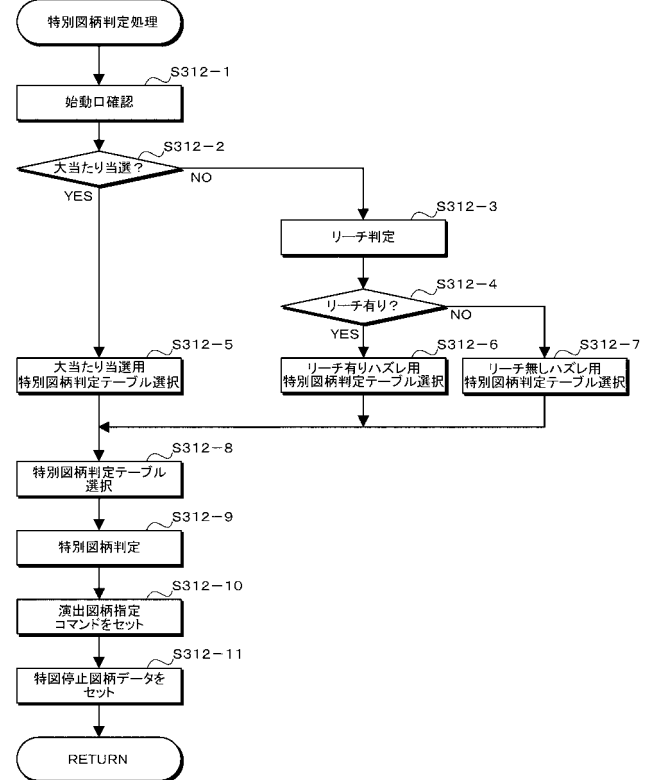 特別図柄判定処理
S312-1
始動口確認
S312-2
大当たり当選？
NO
YES
S312-3
リーチ判定
S312-4
リーチ有り？
NO
YES
S312-5
大当たり当選用
特別図柄判定テーブル選択
S312-6
リーチ有りハズレ用
特別図柄判定テーブル選択
S312-7
リーチ無しハズレ用
特別図柄判定テーブル選択
S312-8
特別図柄判定テーブル
選択
S312-9
特別図柄判定
S312-10
演出図柄指定
コマンドをセット
S312-11
特図停止図柄データを
セット
RETURN